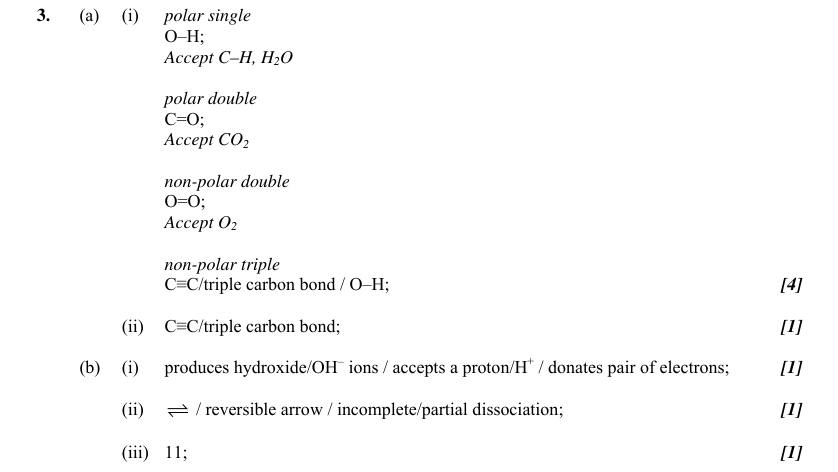 3. (a) (i) polar single
O–H;
Accept C–H, H₂O
polar double
C=O;
Accept CO₂
non-polar double
O=O;
Accept O₂
non-polar triple
C≡C/triple carbon bond / O–H; [4]
(ii) C≡C/triple carbon bond; [1]
(b) (i) produces hydroxide/OH⁻ ions / accepts a proton/H⁺ / donates pair of electrons; [1]
(ii) ⇌ / reversible arrow / incomplete/partial dissociation; [1]
(iii) 11; [1]